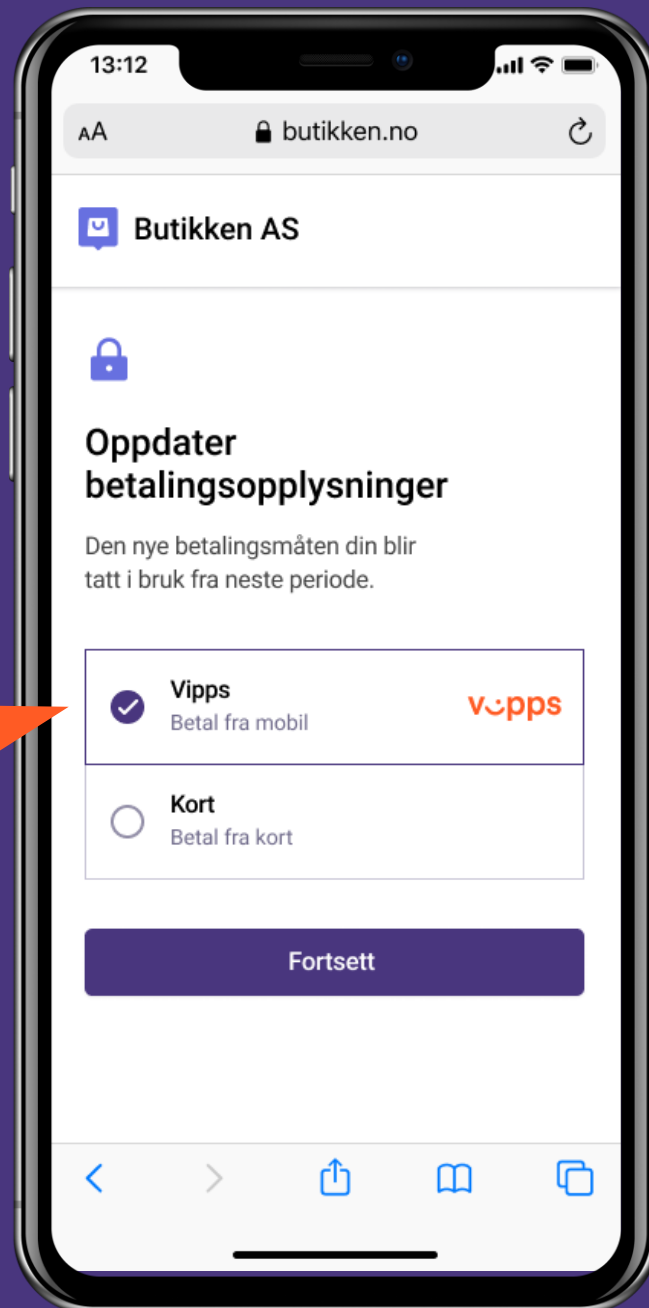 13:12
AA butikken.no
Butikken AS
Oppdater
betalingsopplysninger
Den nye betalingsmåten din blir
tatt i bruk fra neste periode.
Vipps
Betal fra mobil
vipps
Kort
Betal fra kort
Fortsett